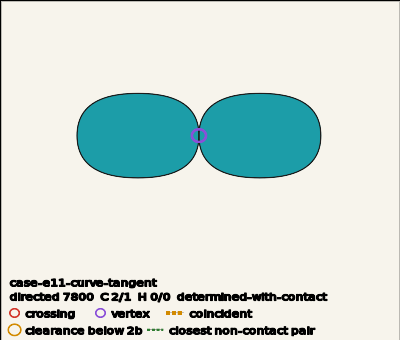 case-e11-curve-tangent
directed 7800 C 2/1 H 0/0 determined-with-contact
crossing vertex coincident
clearance below 2b closest non-contact pair